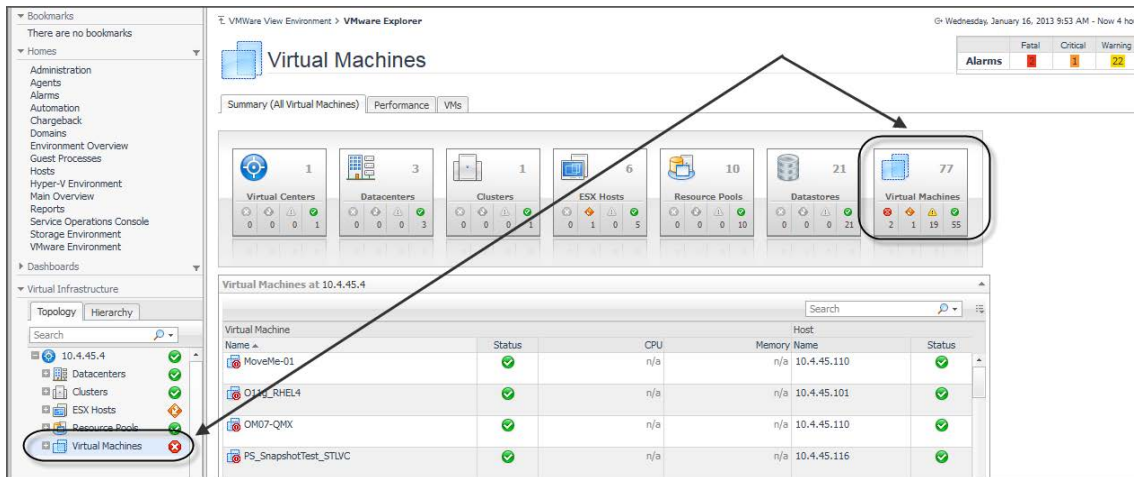 Bookmarks
There are no bookmarks
Homes
Administration
Agents
Alarms
Automation
Chargeback
Domains
Environment Overview
Guest Processes
Hosts
Hyper-V Environment
Main Overview
Reports
Service Operations Console
Storage Environment
VMware Environment
Dashboards
Virtual Infrastructure
Topology Hierarchy
Search
10.4.45.4
Datacenters
Clusters
ESX Hosts
Resource Pools
Virtual Machines
VMWare View Environment > VMware Explorer
Wednesday, January 16, 2013 9:53 AM - Now 4 hou
Virtual Machines
Fatal Critical Warning
Alarms 2 1 22
Summary (All Virtual Machines) Performance VMs
1 3 1 6 10 21 77
Virtual Centers Datacenters Clusters ESX Hosts Resource Pools Datastores Virtual Machines
0 0 0 1 0 0 0 3 0 0 0 1 0 1 0 5 0 0 0 10 0 0 0 21 2 1 19 55
Virtual Machines at 10.4.45.4
Search
Virtual Machine Host
Name Status CPU Memory Name Status
MoveMe-01 n/a n/a 10.4.45.110
O11g_RHEL4 n/a n/a 10.4.45.101
OM07-QMX n/a n/a 10.4.45.110
PS_SnapshotTest_STLVC n/a n/a 10.4.45.116